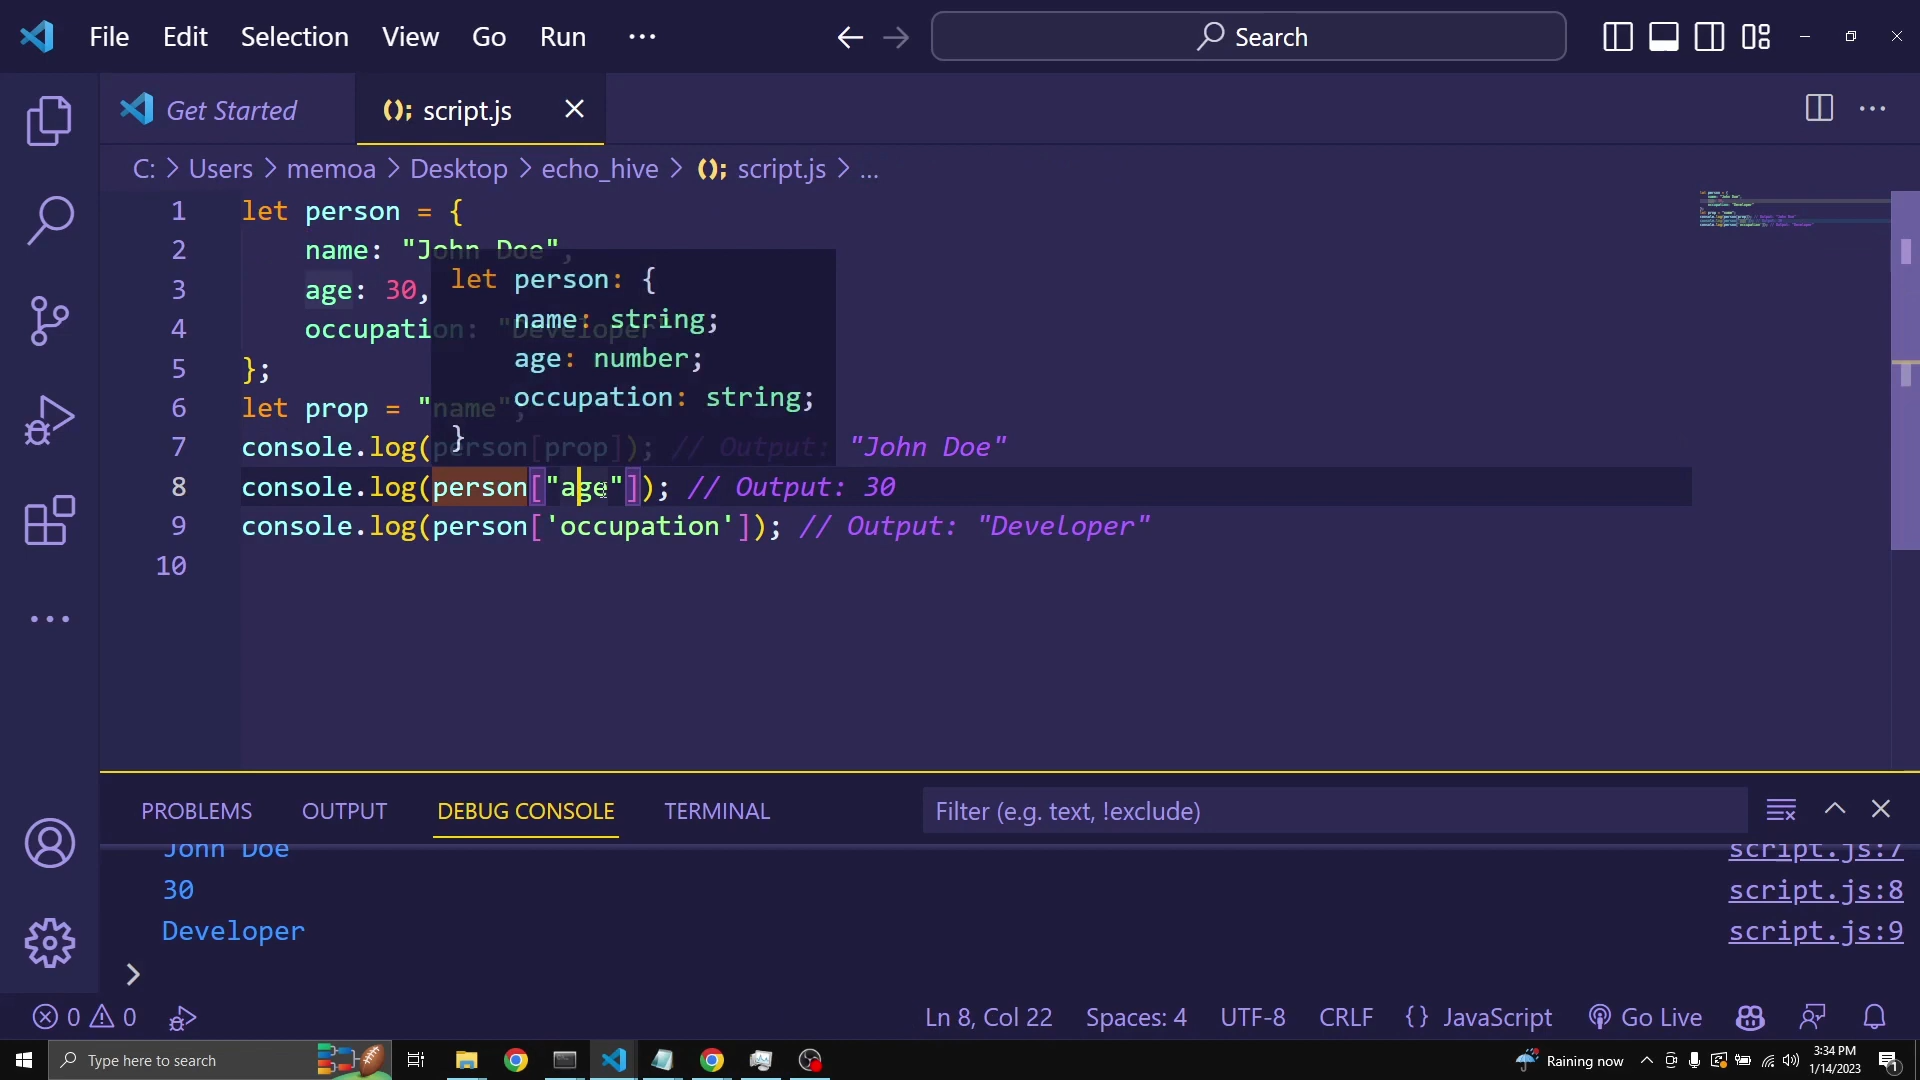 File Edit Selection View Go Run ... Search
Get Started script.js
C: > Users > memoa > Desktop > echo_hive > script.js > ...
1 let person = {
2 name: "John Doe",
3 age: 30,
4 occupation: "Developer"
5 };
6 let prop = "name";
7 console.log(person[prop]); // Output: "John Doe"
8 console.log(person["age"]); // Output: 30
9 console.log(person['occupation']); // Output: "Developer"
10
let person: {
name: string;
age: number;
occupation: string;
}
PROBLEMS OUTPUT DEBUG CONSOLE TERMINAL Filter (e.g. text, !exclude)
John Doe script.js:7
30 script.js:8
Developer script.js:9
>
0 0 Ln 8, Col 22 Spaces: 4 UTF-8 CRLF {} JavaScript Go Live
Type here to search Raining now 3:34 PM
1/14/2023 1